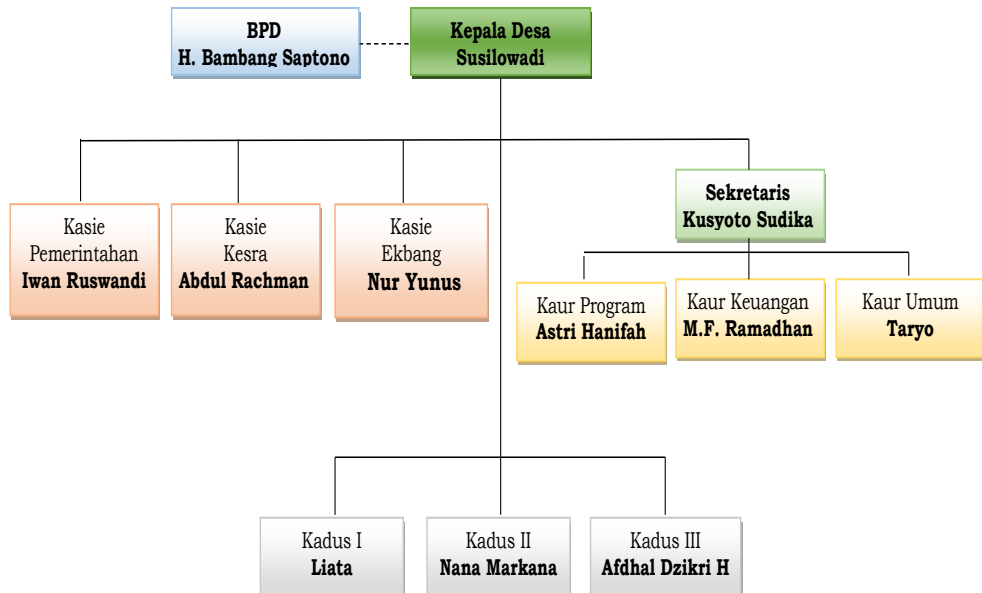 BPD
H. Bambang Saptono
Kepala Desa
Susilowadi
Sekretaris
Kusyoto Sudika
Kasie
Pemerintahan
Iwan Ruswandi
Kasie
Kesra
Abdul Rachman
Kasie
Ekbang
Nur Yunus
Kaur Program
Astri Hanifah
Kaur Keuangan
M.F. Ramadhan
Kaur Umum
Taryo
Kadus I
Liata
Kadus II
Nana Markana
Kadus III
Afdhal Dzikri H